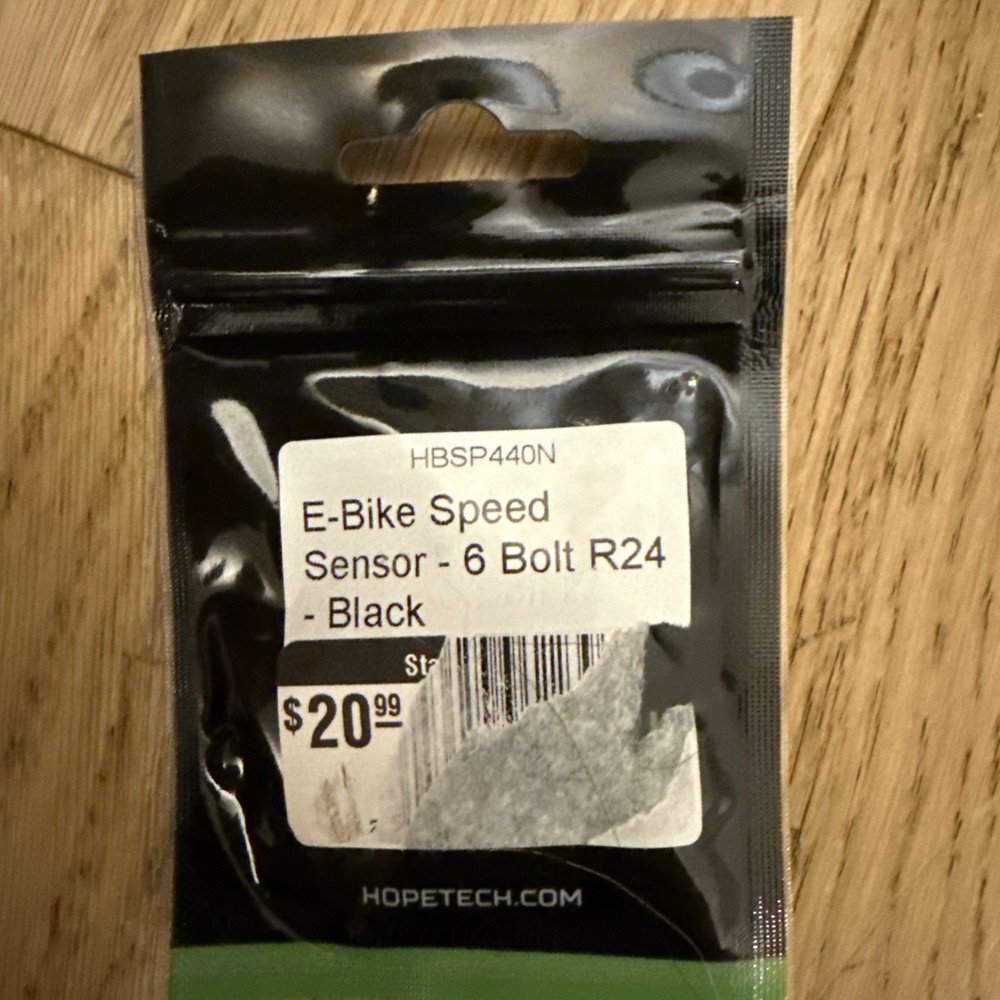 HBSP440N
E-Bike Speed
Sensor - 6 Bolt R24
- Black
$20.99
HOPETECH.COM